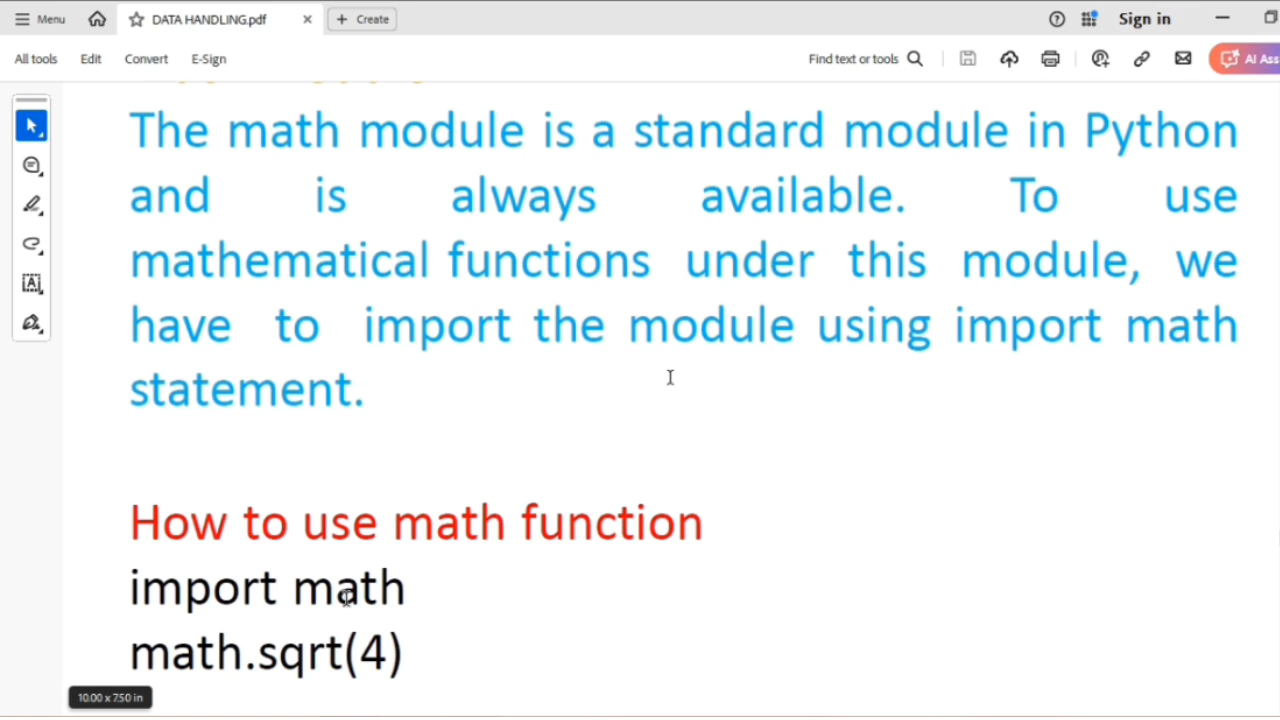 Menu
DATA HANDLING.pdf
Create
Sign in
All tools
Edit
Convert
E-Sign
Find text or tools
AI Ass
The math module is a standard module in Python
and is always available. To use
mathematical functions under this module, we
have to import the module using import math
statement.
How to use math function
import math
math.sqrt(4)
10.00 x 7.50 in